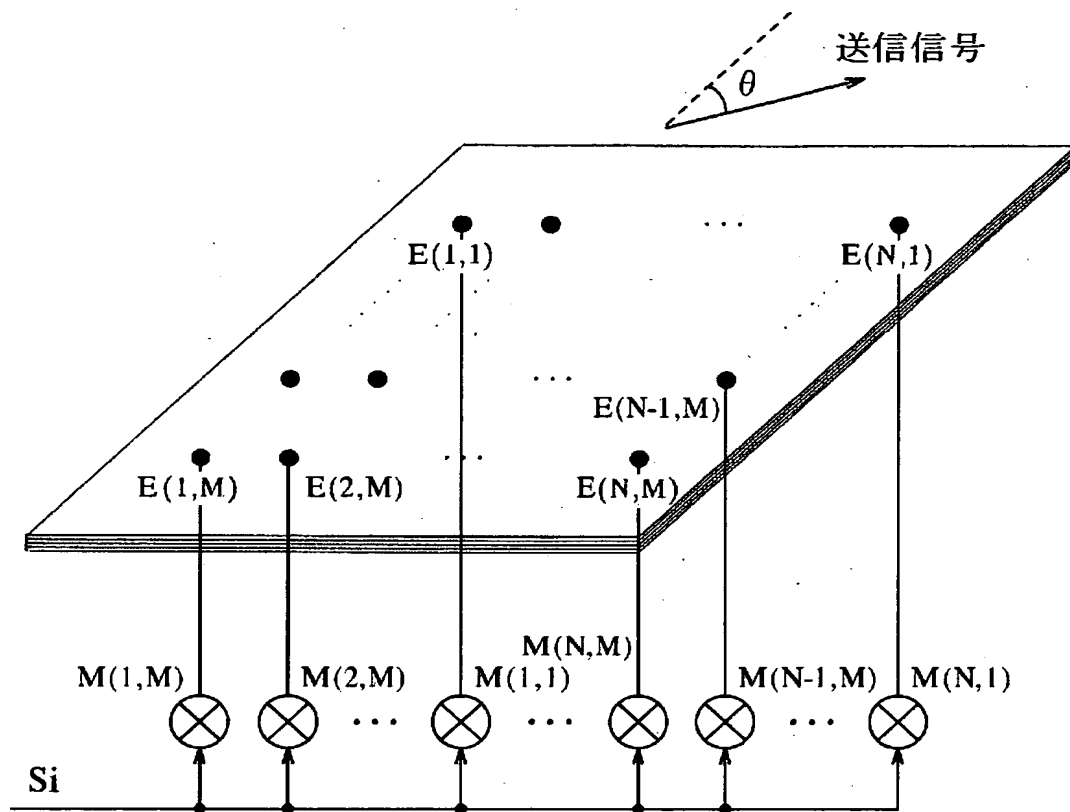 送信信号
θ
...
E(1,1)
E(N,1)
...
E(N-1,M)
...
E(1,M)
E(2,M)
E(N,M)
M(N,M)
M(1,M)
M(2,M)
M(1,1)
M(N-1,M)
M(N,1)
... ... ...
Si